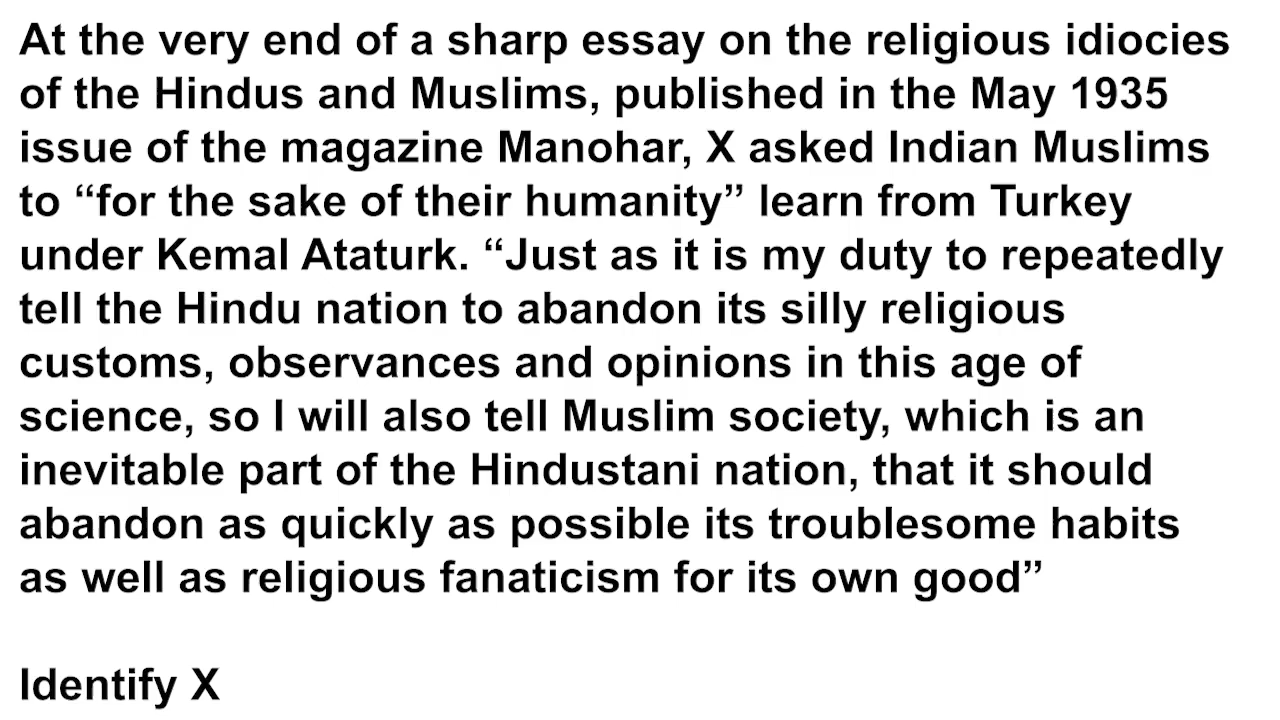 At the very end of a sharp essay on the religious idiocies
of the Hindus and Muslims, published in the May 1935
issue of the magazine Manohar, X asked Indian Muslims
to “for the sake of their humanity” learn from Turkey
under Kemal Ataturk. “Just as it is my duty to repeatedly
tell the Hindu nation to abandon its silly religious
customs, observances and opinions in this age of
science, so I will also tell Muslim society, which is an
inevitable part of the Hindustani nation, that it should
abandon as quickly as possible its troublesome habits
as well as religious fanaticism for its own good”
Identify X